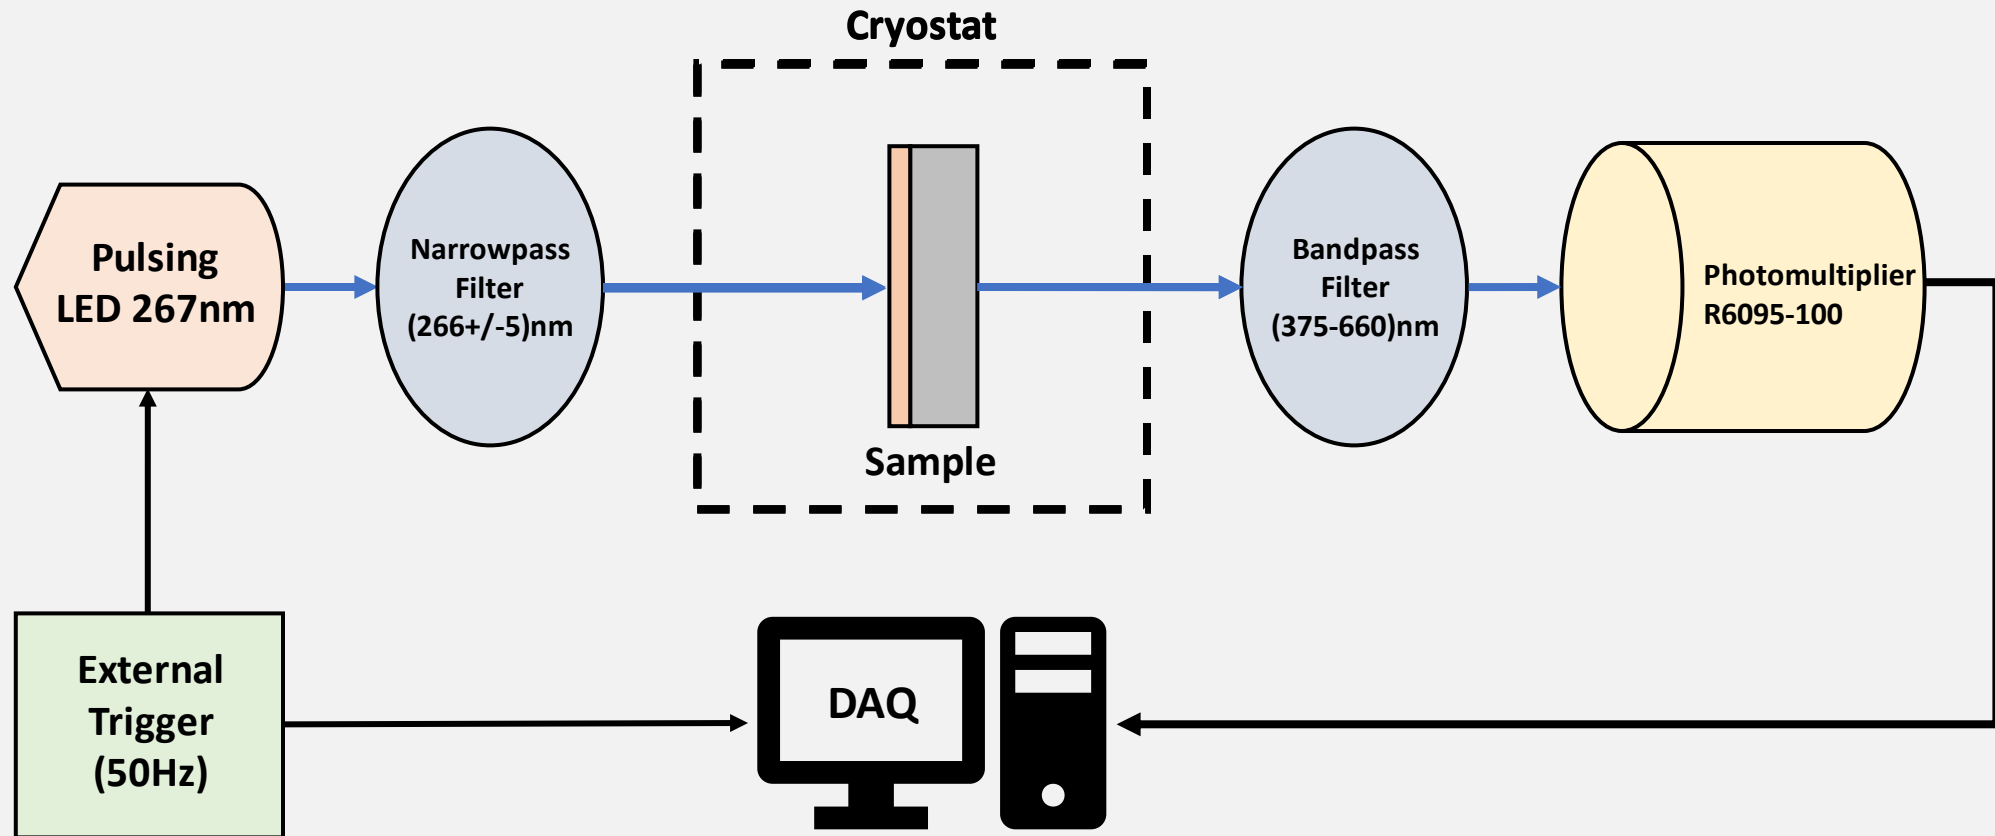 Cryostat
Pulsing
LED 267nm
Narrowpass
Filter
(266+/-5)nm
Sample
Bandpass
Filter
(375-660)nm
Photomultiplier
R6095-100
External
Trigger
(50Hz)
DAQ